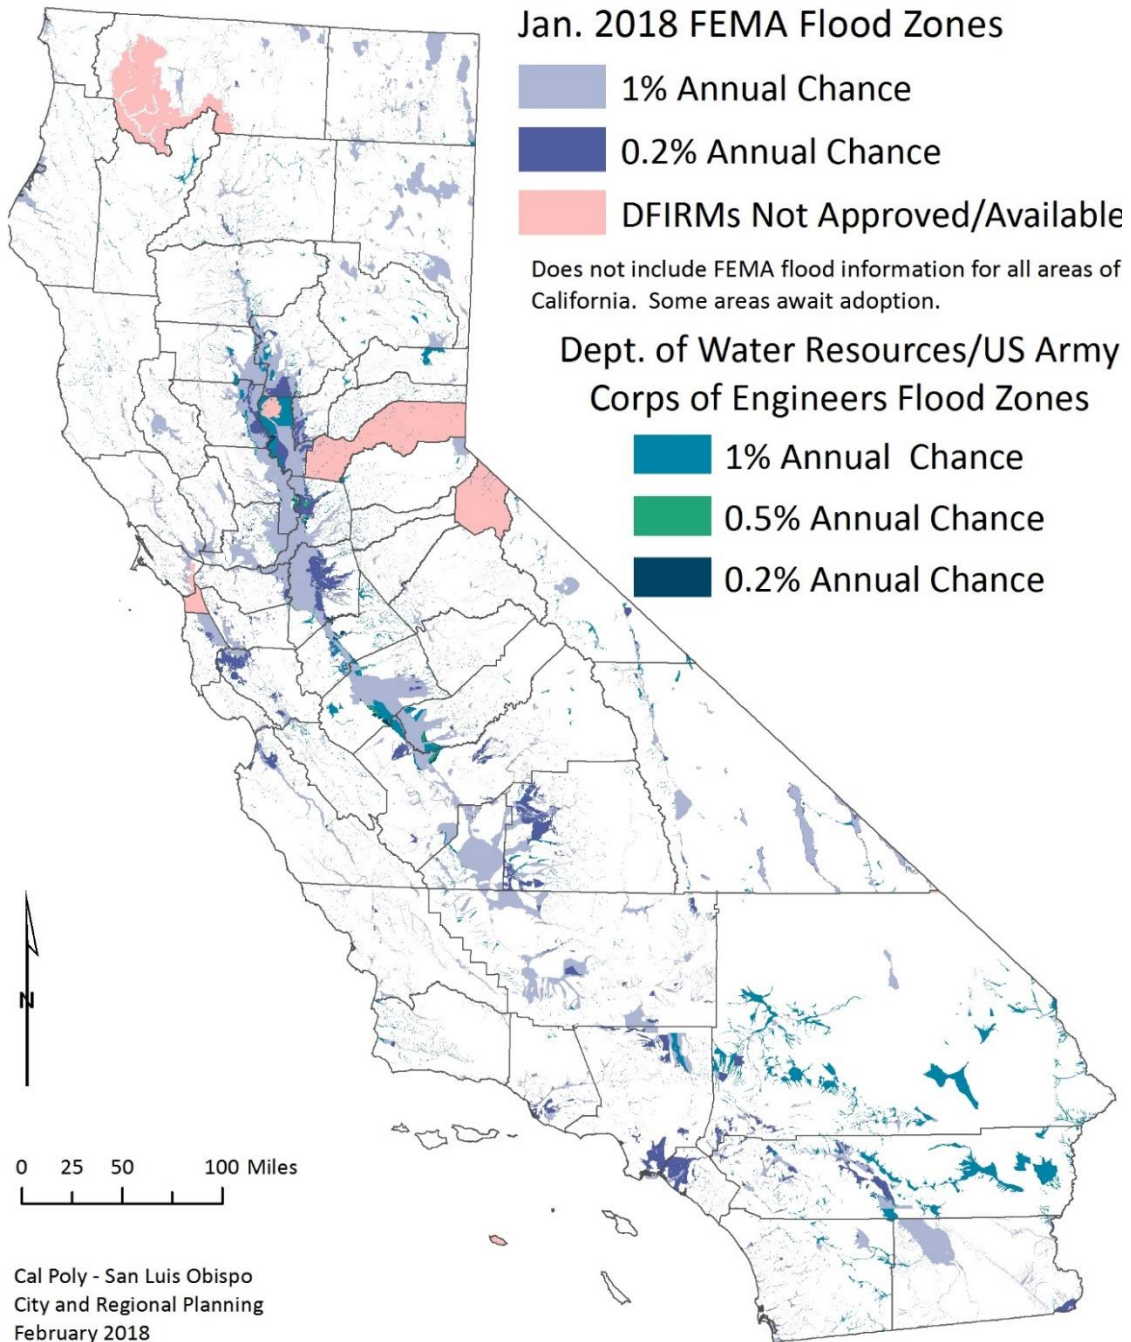 Jan. 2018 FEMA Flood Zones
1% Annual Chance
0.2% Annual Chance
DFIRMs Not Approved/Available
Does not include FEMA flood information for all areas of
California. Some areas await adoption.
Dept. of Water Resources/US Army
Corps of Engineers Flood Zones
1% Annual Chance
0.5% Annual Chance
0.2% Annual Chance
N
0 25 50 100 Miles
Cal Poly - San Luis Obispo
City and Regional Planning
February 2018